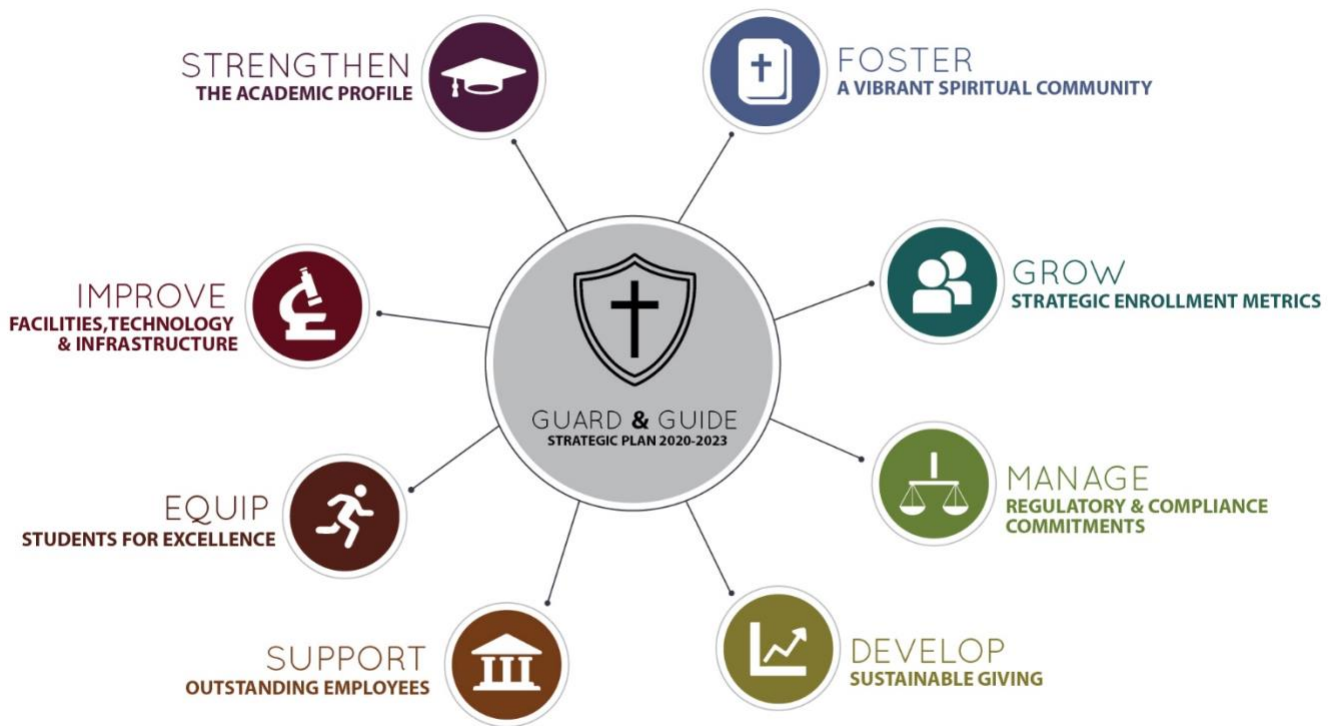 STRENGTHEN
THE ACADEMIC PROFILE
FOSTER
A VIBRANT SPIRITUAL COMMUNITY
IMPROVE
FACILITIES,TECHNOLOGY
& INFRASTRUCTURE
GROW
STRATEGIC ENROLLMENT METRICS
GUARD & GUIDE
STRATEGIC PLAN 2020-2023
EQUIP
STUDENTS FOR EXCELLENCE
MANAGE
REGULATORY & COMPLIANCE
COMMITMENTS
SUPPORT
OUTSTANDING EMPLOYEES
DEVELOP
SUSTAINABLE GIVING